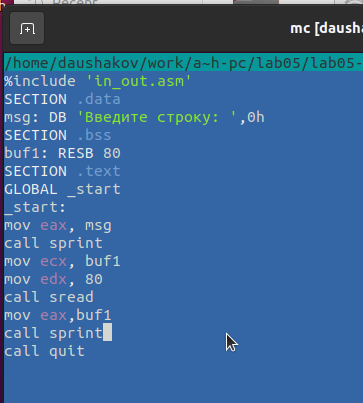 Recent
mc [daushak
/home/daushakov/work/a-h-pc/lab05/lab05-
%include 'in_out.asm'
SECTION .data
msg: DB 'Введите строку: ',0h
SECTION .bss
buf1: RESB 80
SECTION .text
GLOBAL _start
_start:
mov eax, msg
call sprint
mov ecx, buf1
mov edx, 80
call sread
mov eax,buf1
call sprint
call quit